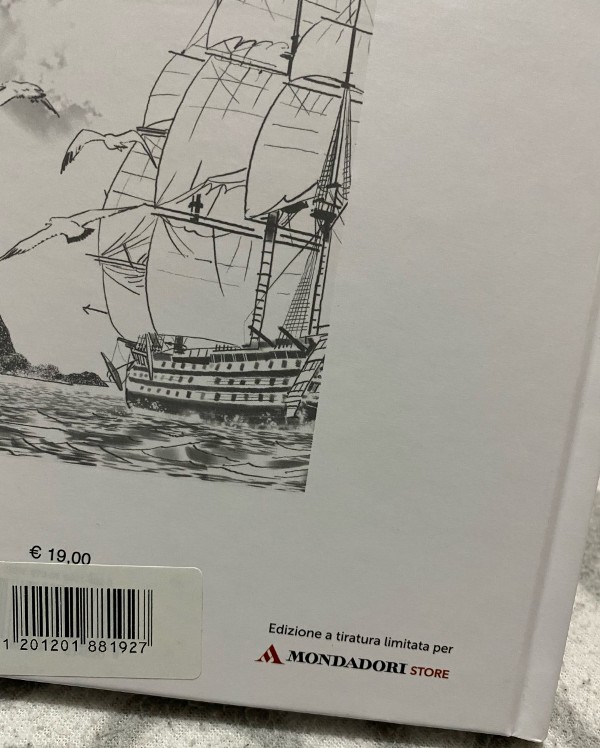 € 19,00
1 201201 881927
Edizione a tiratura limitata per
MONDADORI STORE